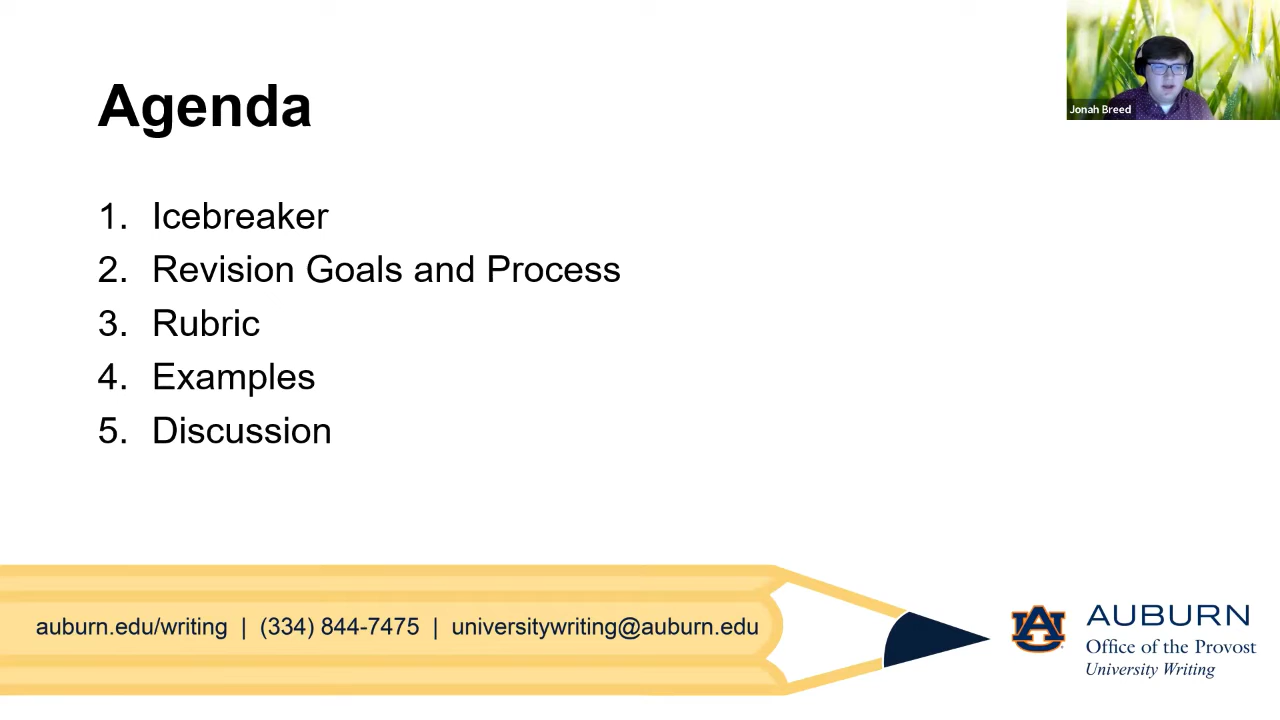 Agenda
Jonah Breed
1. Icebreaker
2. Revision Goals and Process
3. Rubric
4. Examples
5. Discussion
auburn.edu/writing | (334) 844-7475 | universitywriting@auburn.edu
AU
AUBURN
Office of the Provost
University Writing